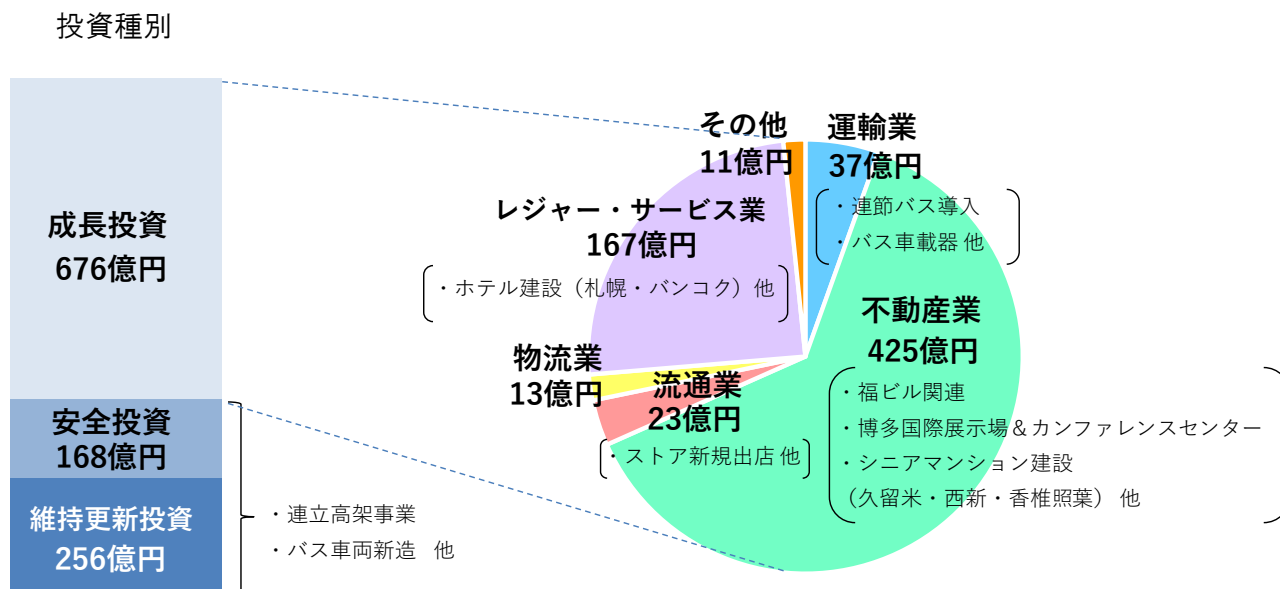 投資種別
成長投資
676億円
安全投資
168億円
維持更新投資
256億円
・連立高架事業
・バス車両新造 他
その他
11億円
運輸業
37億円
・連節バス導入
・バス車載器 他
レジャー・サービス業
167億円
・ホテル建設（札幌・バンコク）他
不動産業
425億円
・福ビル関連
・博多国際展示場＆カンファレンスセンター
・シニアマンション建設
（久留米・西新・香椎照葉） 他
物流業
13億円
流通業
23億円
・ストア新規出店 他